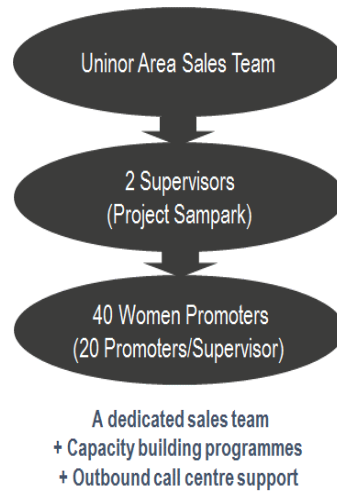 Uninor Area Sales Team
2 Supervisors
(Project Sampark)
40 Women Promoters
(20 Promoters/Supervisor)
A dedicated sales team
+ Capacity building programmes
+ Outbound call centre support